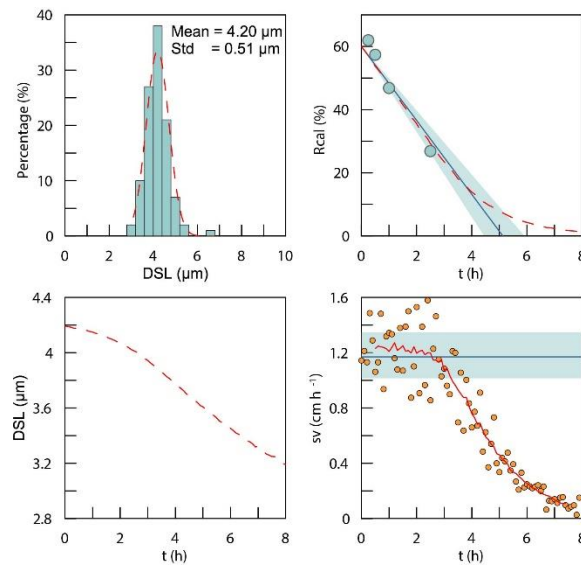 Mean = 4.20 µm
Std = 0.51 µm
Percentage (%)
40
30
20
10
0
0 2 4 6 8 10
DSL (µm)
Rcal (%)
60
40
20
0
0 2 4 6 8
t (h)
DSL (µm)
4.4
4
3.6
3.2
2.8
0 2 4 6 8
t (h)
sv (cm h⁻¹)
1.6
1.2
0.8
0.4
0
0 2 4 6 8
t (h)